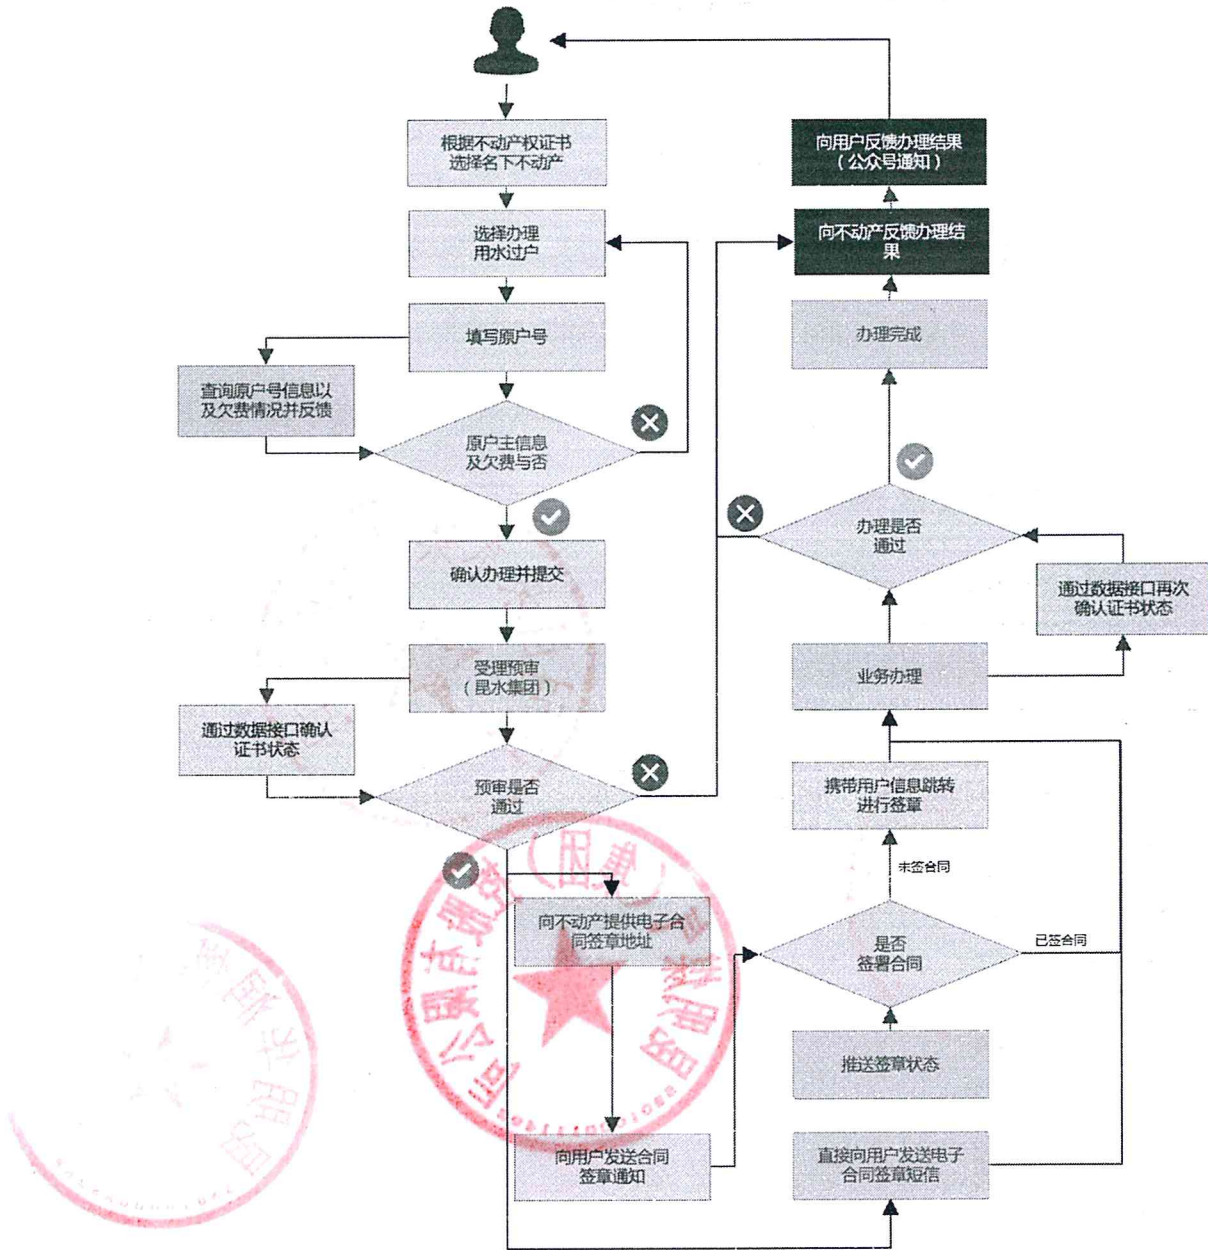 根据不动产权证书
选择名下不动产
选择办理
用水过户
填写原户号
查询原户号信息以
及欠费情况并反馈
原户主信息
及欠费与否
确认办理并提交
受理预审
（昆水集团）
通过数据接口确认
证书状态
预审是否
通过
向不动产提供电子合
同签章地址
向用户发送合同
签章通知
向用户反馈办理结果
（公众号通知）
向不动产反馈办理结
果
办理完成
办理是否
通过
通过数据接口再次
确认证书状态
业务办理
携带用户信息跳转
进行签章
未签合同
是否
签署合同
已签合同
推送签章状态
直接向用户发送电子
合同签章短信